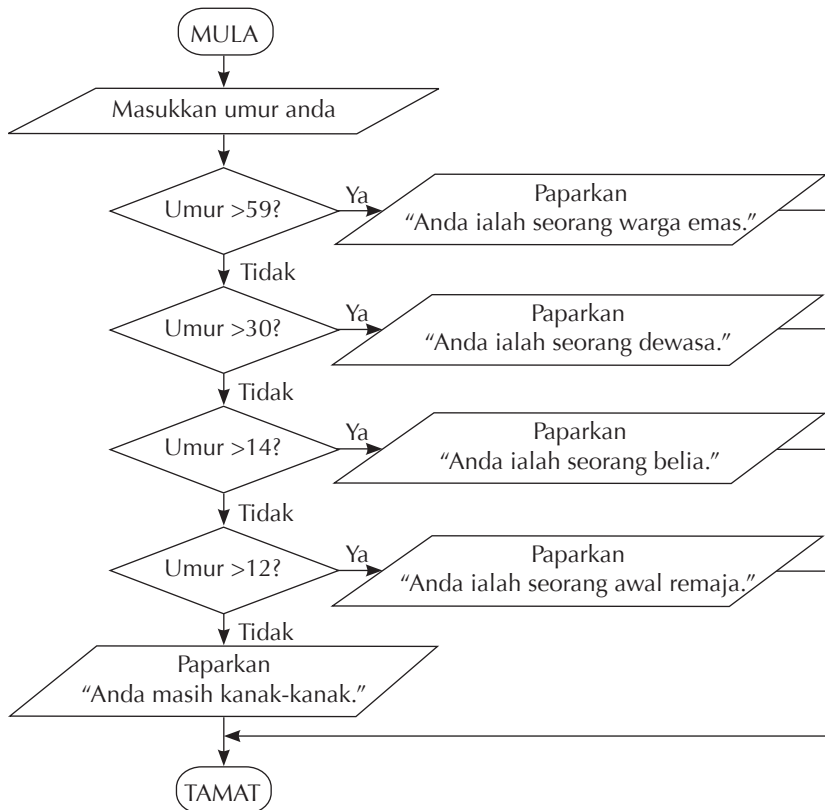 MULA
Masukkan umur anda
Umur >59?
Ya
Paparkan
“Anda ialah seorang warga emas.”
Tidak
Umur >30?
Ya
Paparkan
“Anda ialah seorang dewasa.”
Tidak
Umur >14?
Ya
Paparkan
“Anda ialah seorang belia.”
Tidak
Umur >12?
Ya
Paparkan
“Anda ialah seorang awal remaja.”
Tidak
Paparkan
“Anda masih kanak-kanak.”
TAMAT